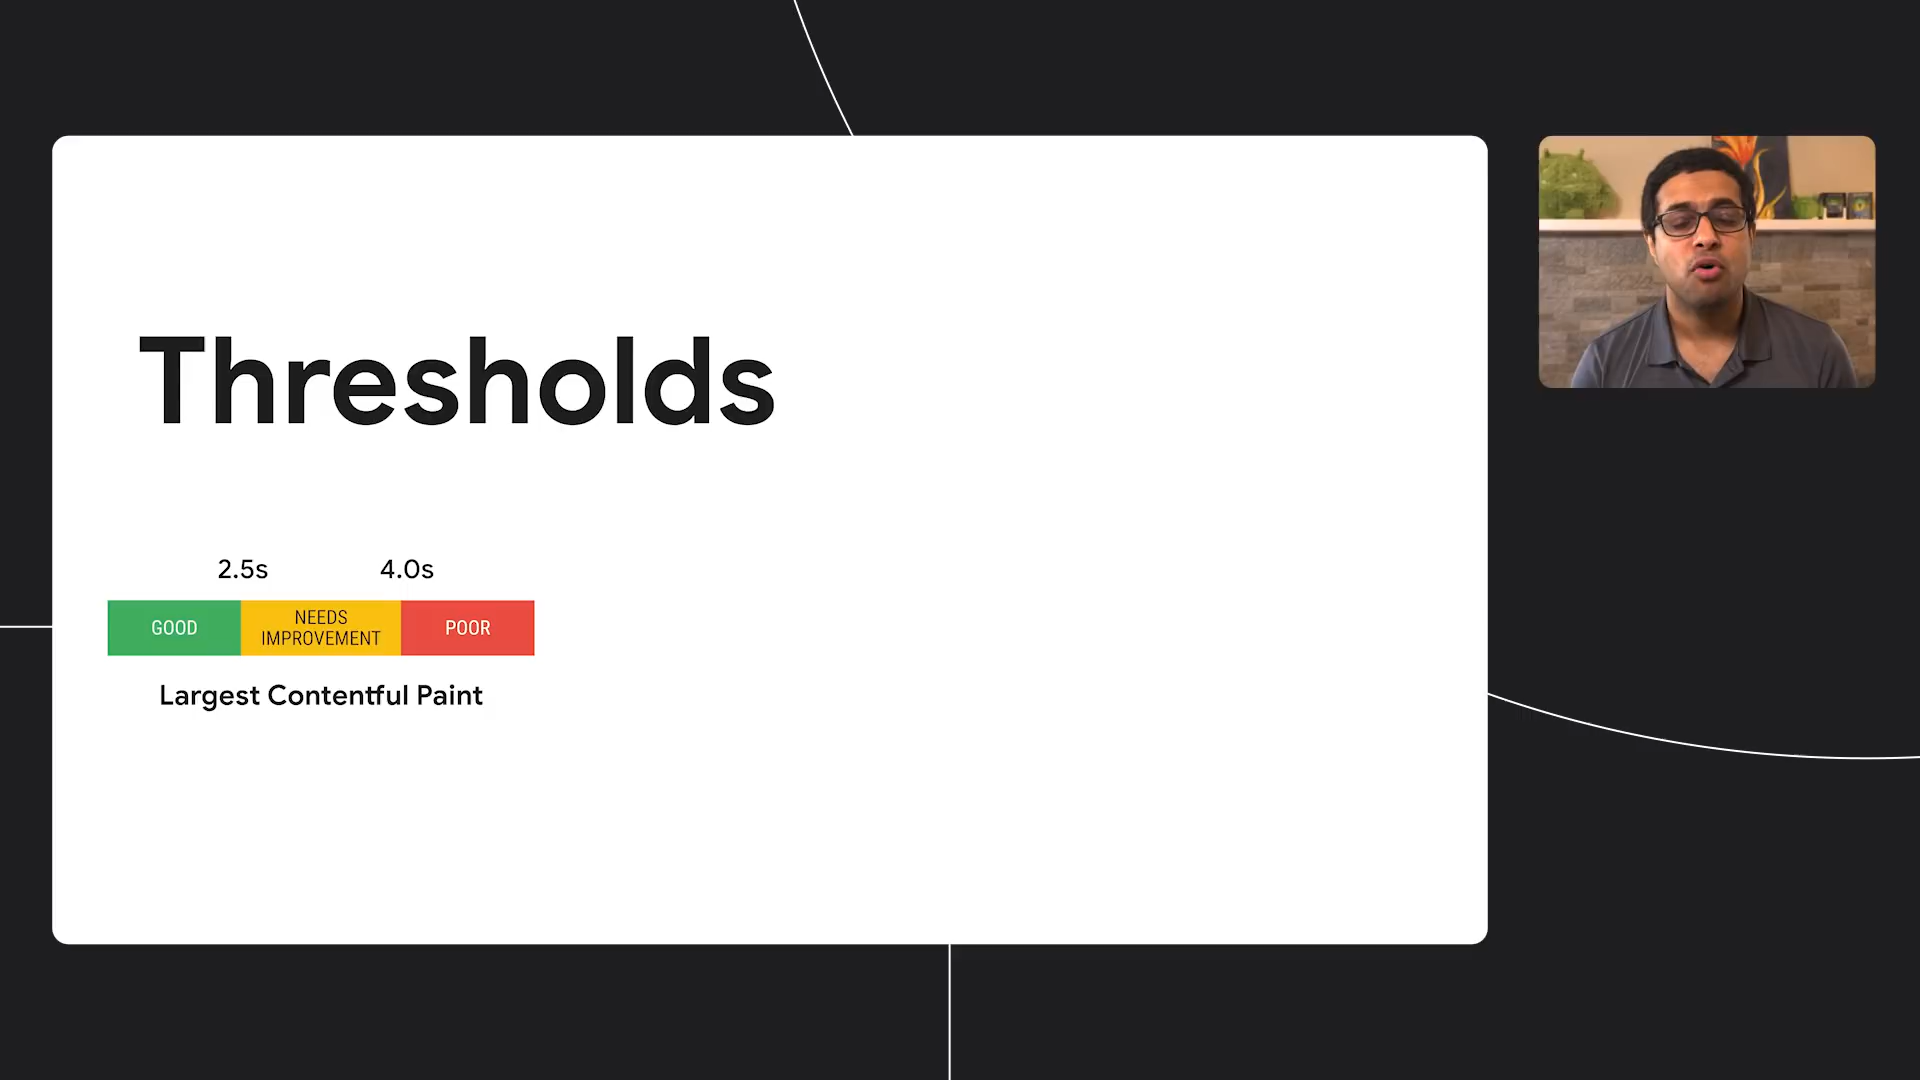 Thresholds
2.5s 4.0s
GOOD
NEEDS
IMPROVEMENT
POOR
Largest Contentful Paint